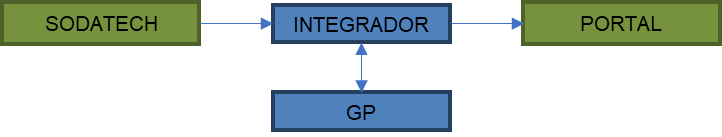 SODATECH
INTEGRADOR
PORTAL
GP